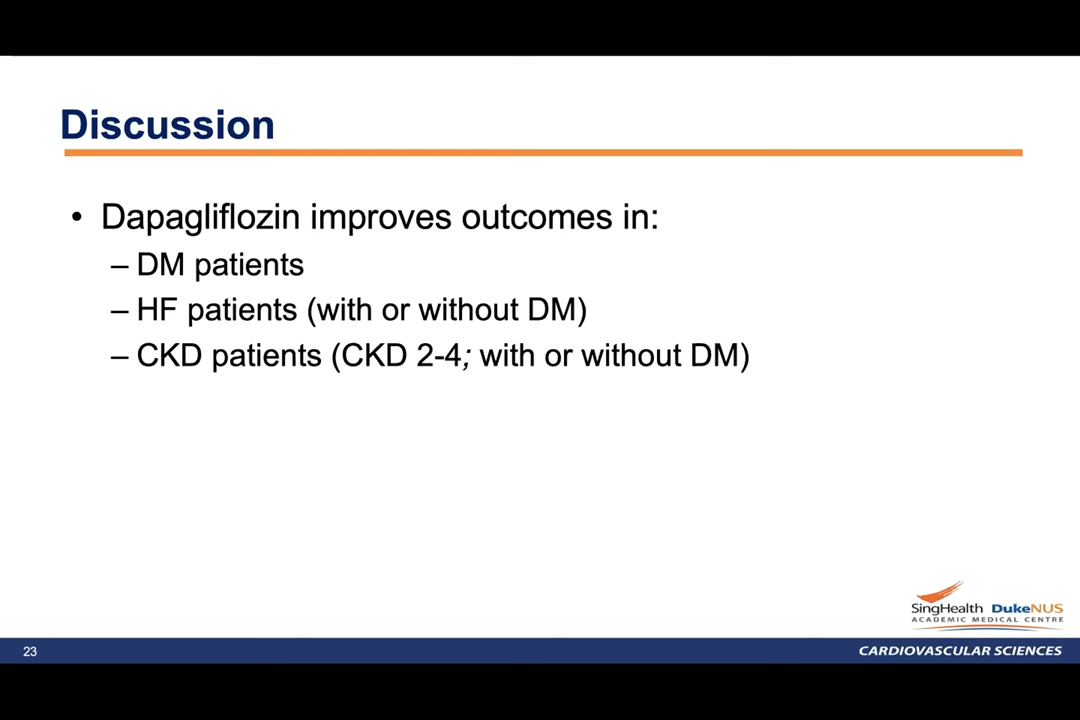 Discussion
• Dapagliflozin improves outcomes in:
– DM patients
– HF patients (with or without DM)
– CKD patients (CKD 2-4; with or without DM)
SingHealth DukeNUS
ACADEMIC MEDICAL CENTRE
23
CARDIOVASCULAR SCIENCES